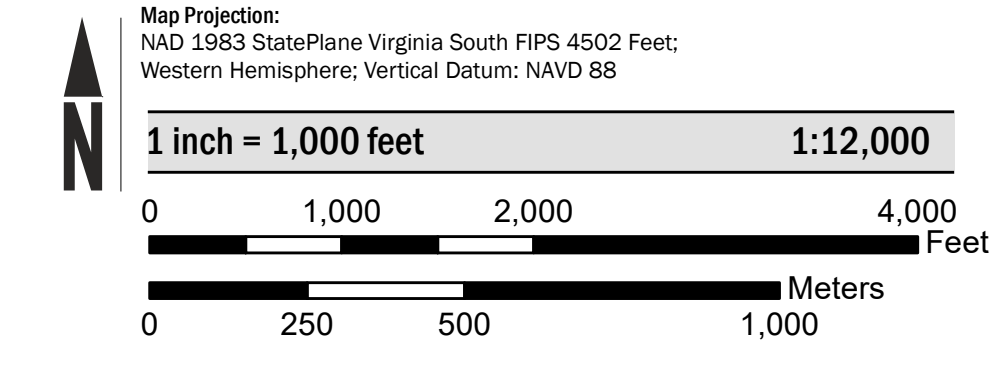 Map Projection:
NAD 1983 StatePlane Virginia South FIPS 4502 Feet;
Western Hemisphere; Vertical Datum: NAVD 88
N
1 inch = 1,000 feet 1:12,000
0 1,000 2,000 4,000
Feet
Meters
0 250 500 1,000